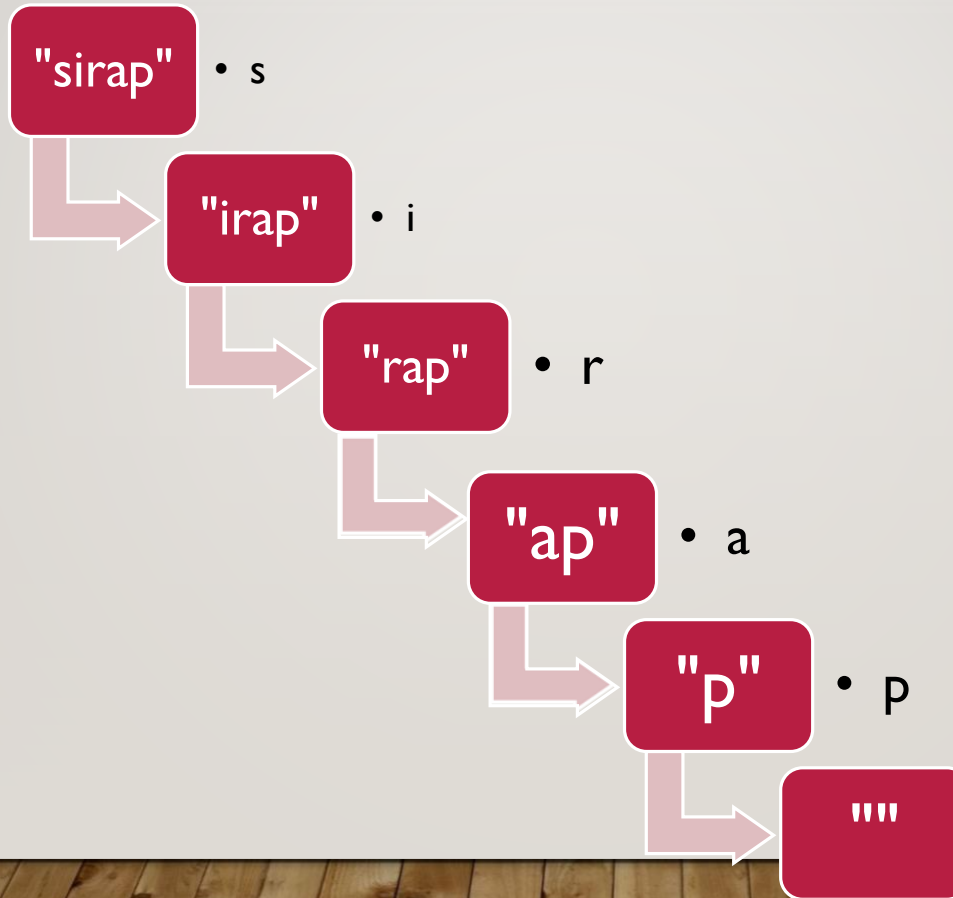 "sirap" • s
"irap" • i
"rap" • r
"ap" • a
"p" • p
""